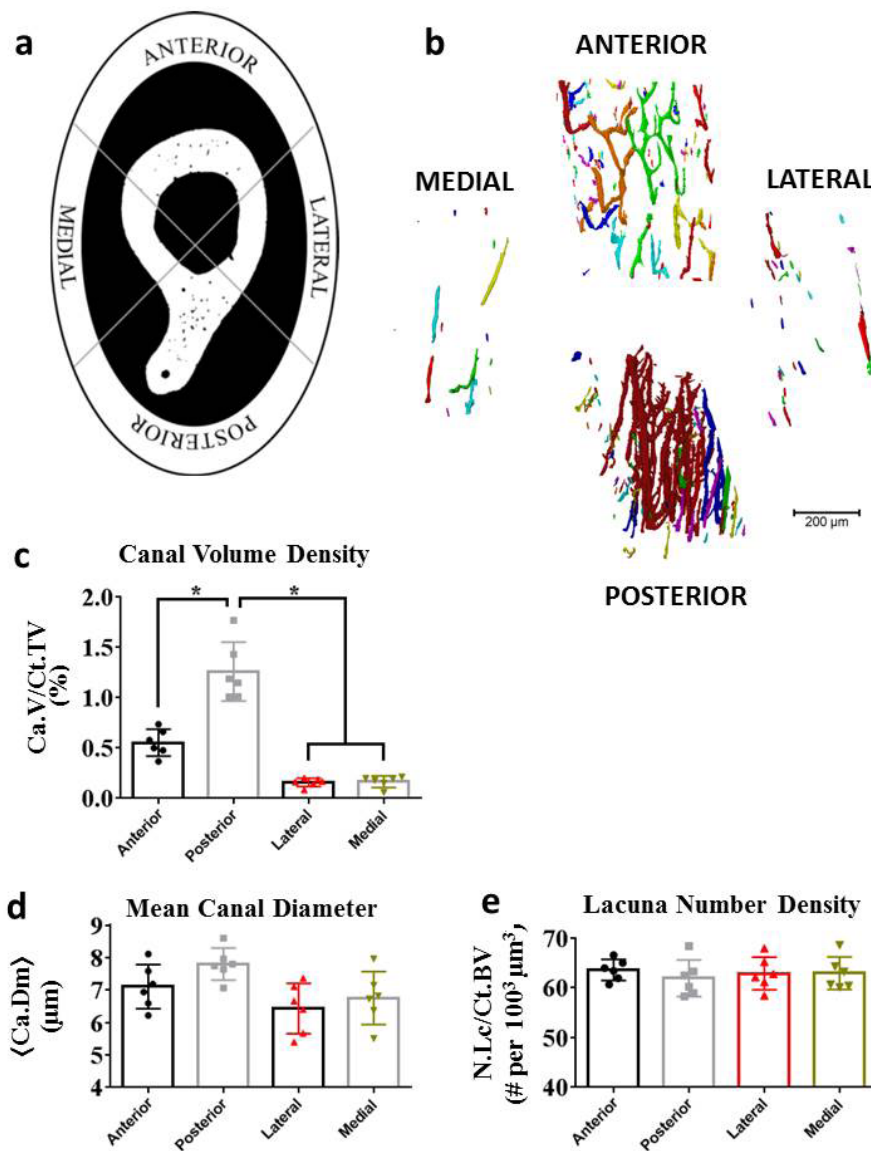 a
ANTERIOR
MEDIAL
LATERAL
POSTERIOR
b
ANTERIOR
MEDIAL
LATERAL
200 µm
POSTERIOR
c
Canal Volume Density
Ca.V/Ct.TV
(%)
2.0
1.5
1.0
0.5
0.0
*
*
Anterior
Posterior
Lateral
Medial
d
Mean Canal Diameter
⟨Ca.Dm⟩
(µm)
9
8
7
6
5
4
Anterior
Posterior
Lateral
Medial
e
Lacuna Number Density
N.Lc/Ct.BV
(# per 100³ µm³)
80
70
60
50
40
Anterior
Posterior
Lateral
Medial